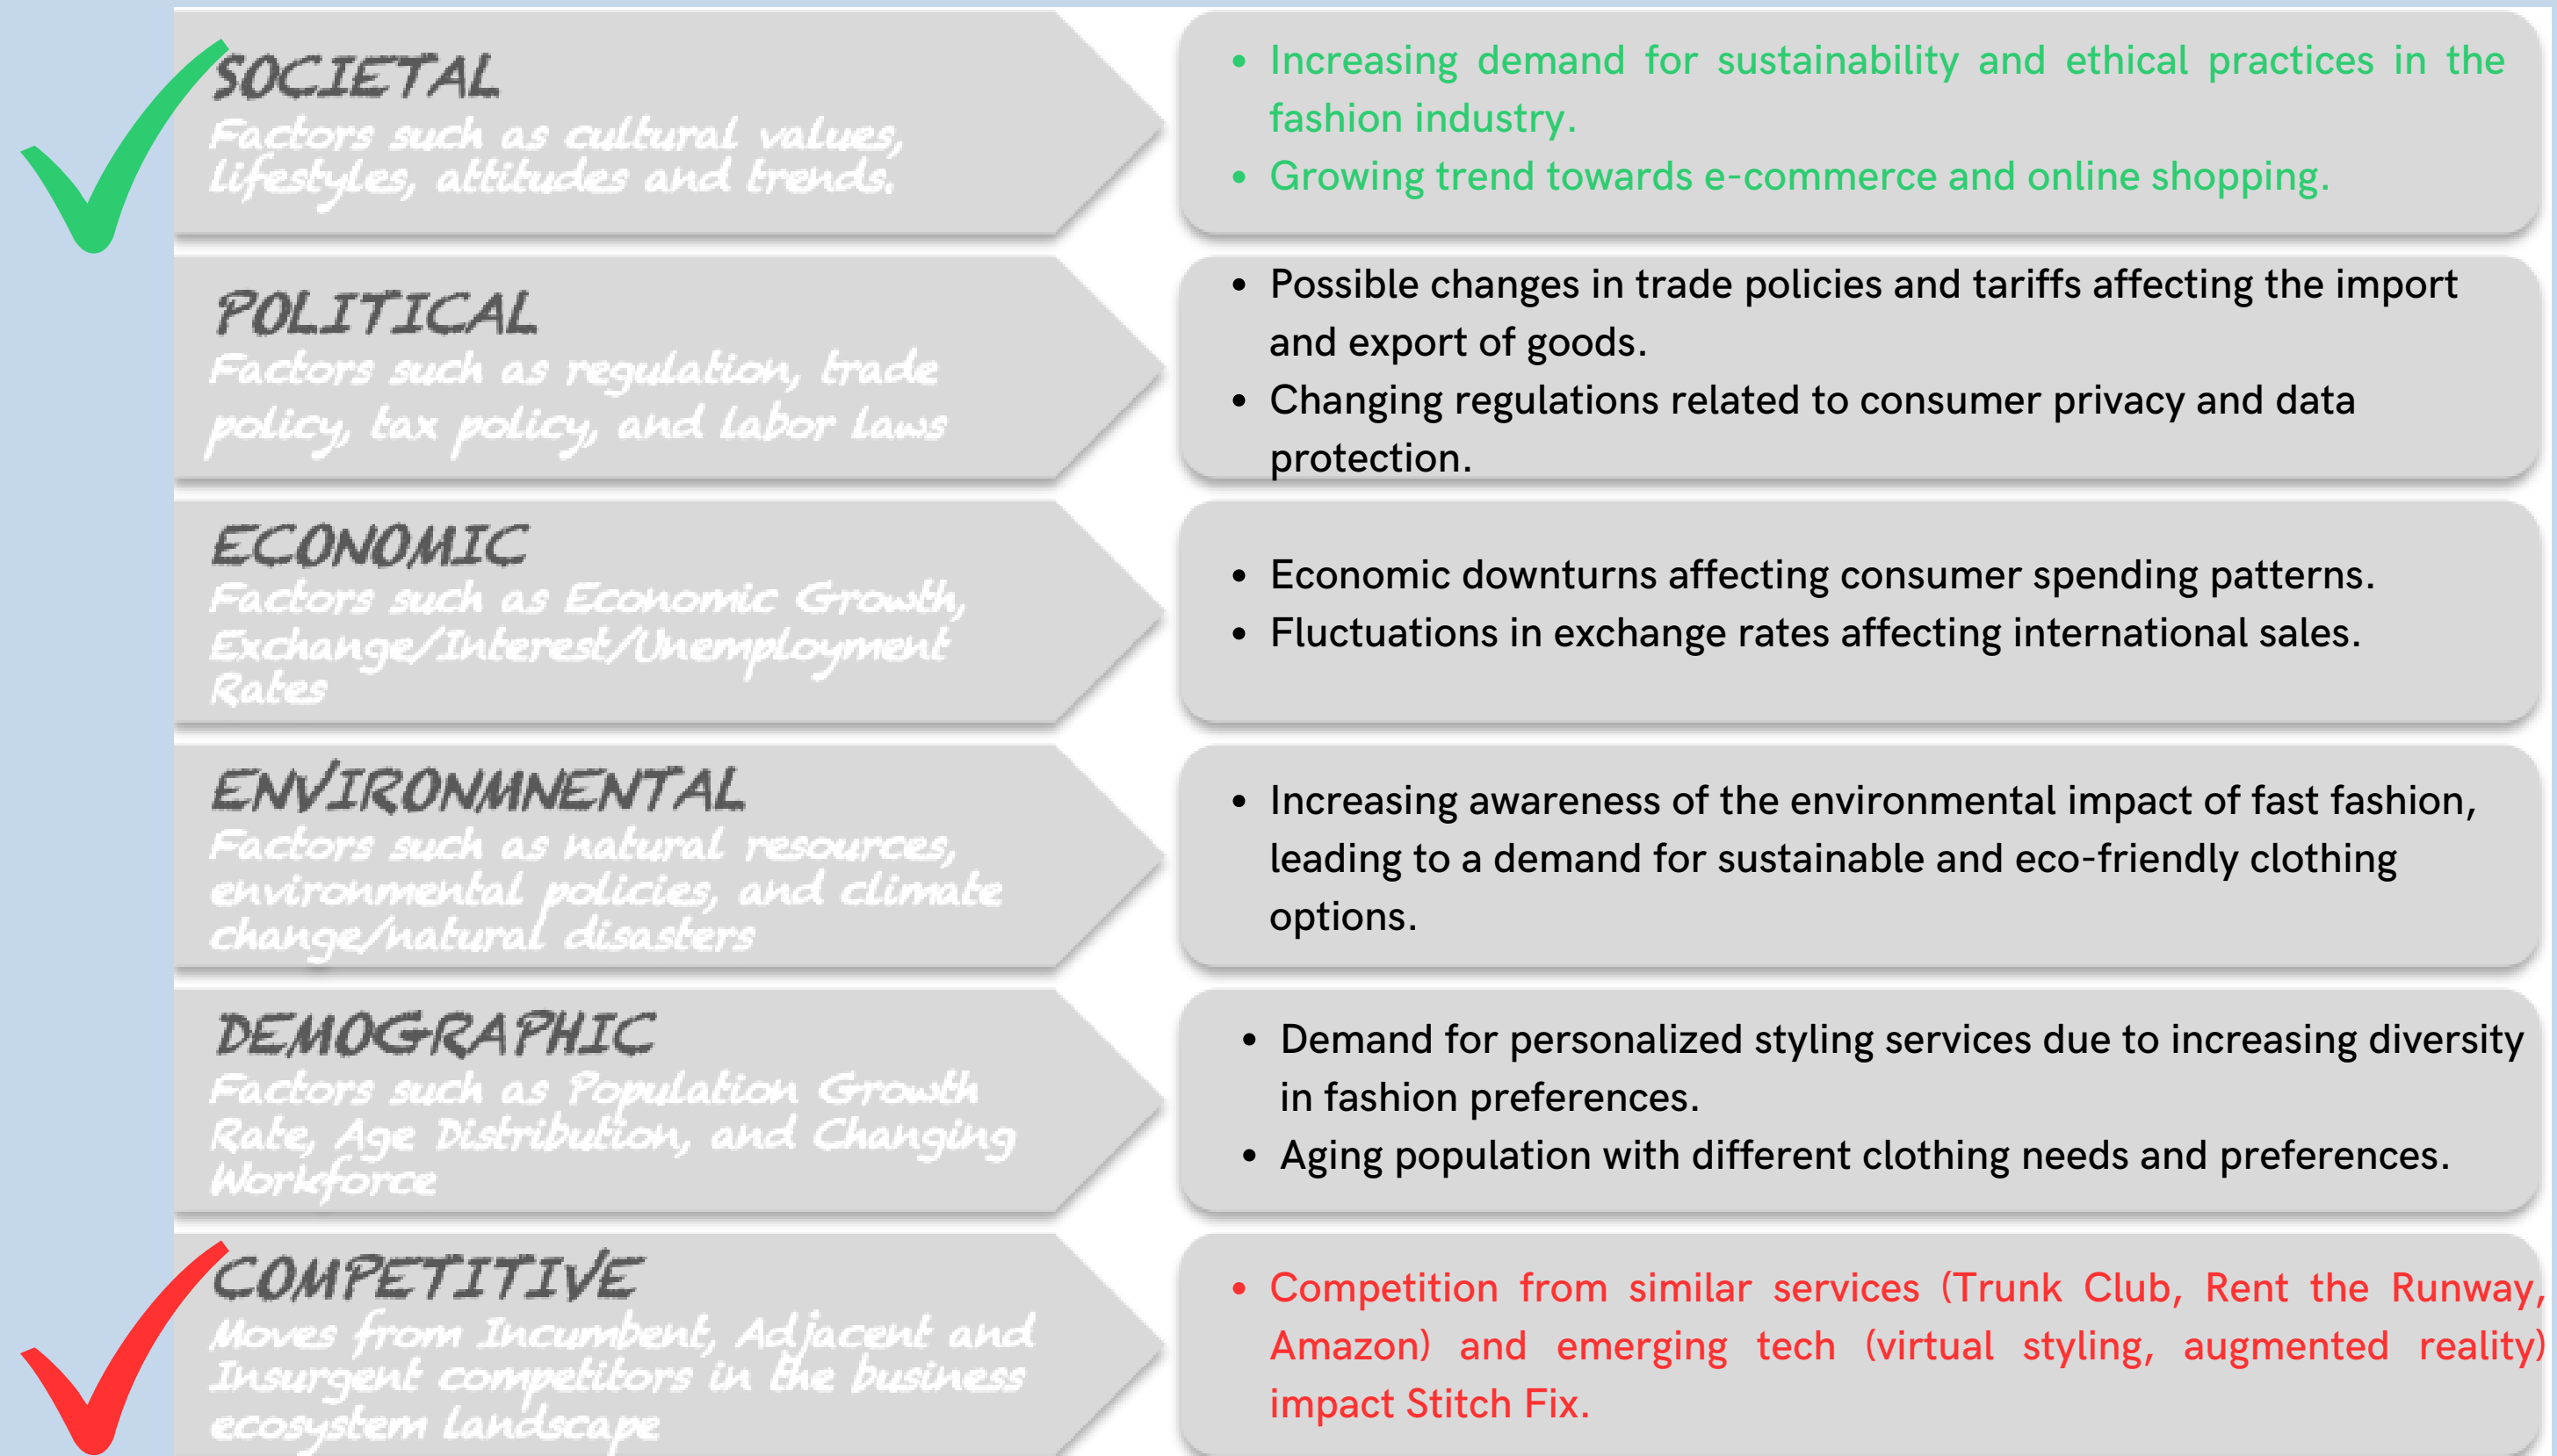 SOCIETAL
Factors such as cultural values,
lifestyles, attitudes and trends.
• Increasing demand for sustainability and ethical practices in the
fashion industry.
• Growing trend towards e-commerce and online shopping.
POLITICAL
Factors such as regulation, trade
policy, tax policy, and labor laws
• Possible changes in trade policies and tariffs affecting the import
and export of goods.
• Changing regulations related to consumer privacy and data
protection.
ECONOMIC
Factors such as Economic Growth,
Exchange/Interest/Unemployment
Rates
• Economic downturns affecting consumer spending patterns.
• Fluctuations in exchange rates affecting international sales.
ENVIRONMNENTAL
Factors such as natural resources,
environmental policies, and climate
change/natural disasters
• Increasing awareness of the environmental impact of fast fashion,
leading to a demand for sustainable and eco-friendly clothing
options.
DEMOGRAPHIC
Factors such as Population Growth
Rate, Age Distribution, and Changing
Workforce
• Demand for personalized styling services due to increasing diversity
in fashion preferences.
• Aging population with different clothing needs and preferences.
COMPETITIVE
Moves from Incumbent, Adjacent and
Insurgent competitors in the business
ecosystem landscape
• Competition from similar services (Trunk Club, Rent the Runway,
Amazon) and emerging tech (virtual styling, augmented reality)
impact Stitch Fix.